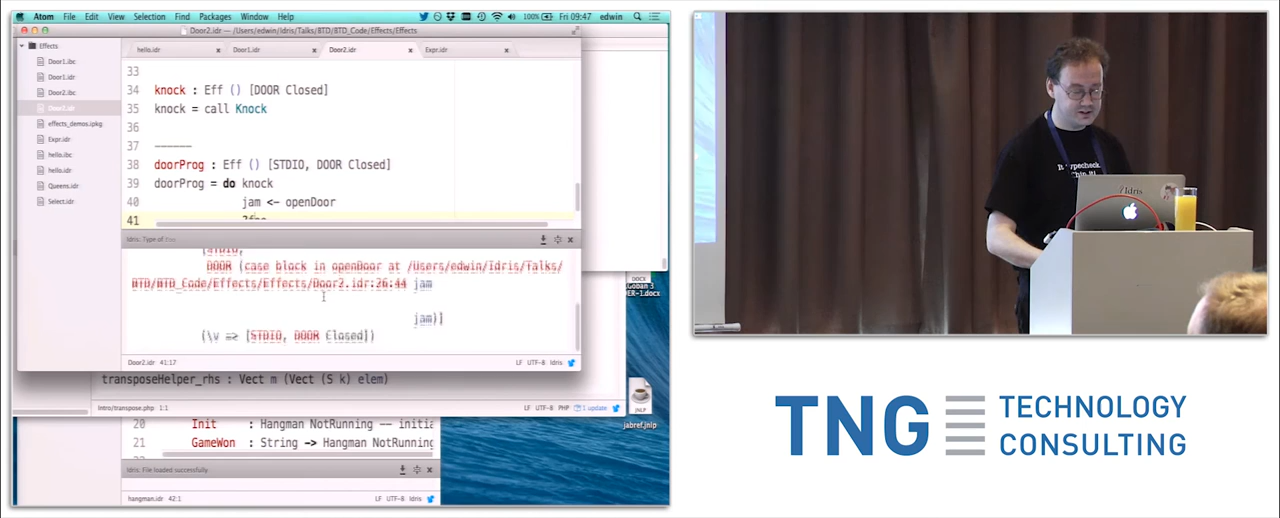 Atom File Edit View Selection Find Packages Window Help
100% Fri 09:47 edwin
Door2.idr — /Users/edwin/Idris/Talks/BTD/BTD_Code/Effects/Effects
Effects
Door1.ibc
Door1.idr
Door2.ibc
Door2.idr
effects_demos.ipkg
Expr.idr
hello.ibc
hello.idr
Queens.idr
Select.idr
hello.idr × Door1.idr × Door2.idr × Expr.idr ×
33
34 knock : Eff () [DOOR Closed]
35 knock = call Knock
36
37 ------
38 doorProg : Eff () [STDIO, DOOR Closed]
39 doorProg = do knock
40 jam <- openDoor
41
Idris: Type of
(STDIO,
DOOR (case block in openDoor at /Users/edwin/Idris/Talks/
BTD/BTD_Code/Effects/Effects/Door2.idr:26:44 jam
jam)]
(\v => [STDIO, DOOR Closed])
Door2.idr 41:17 LF UTF-8 Idris
transposeHelper_rhs : Vect m (Vect (S k) elem)
Intro/transpose.php 1:1 LF UTF-8 PHP 1 update
20 Init : Hangman NotRunning -- initia
21 GameWon : String -> Hangman NotRunning
Idris: File loaded successfully
hangman.idr 42:1 LF UTF-8 Idris
DOCX
ER-1.docx
JNLP
jabref.jnlp
Idris
TNG TECHNOLOGY
CONSULTING